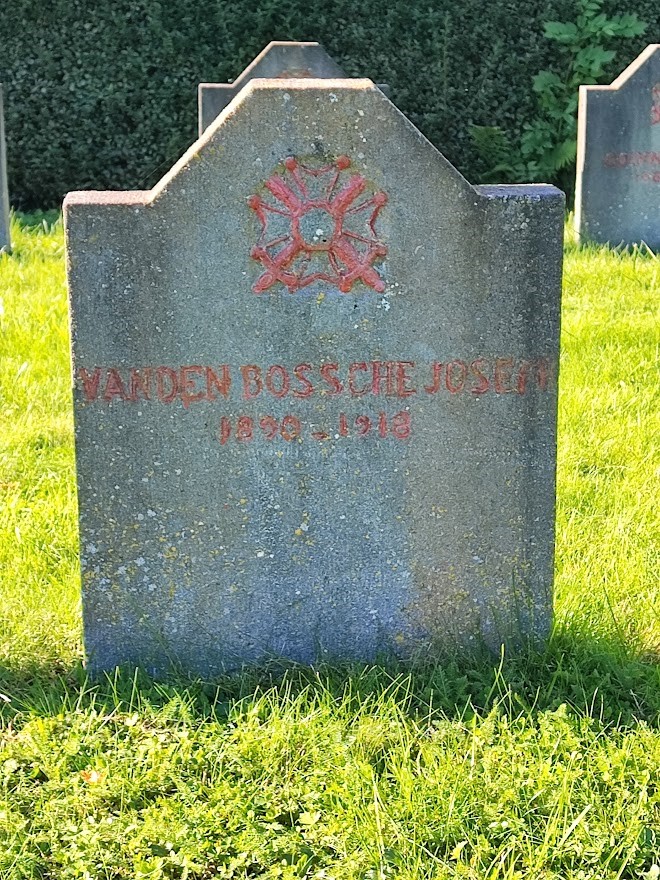 VANDEN BOSSCHE JOSEPH
1890 - 1918